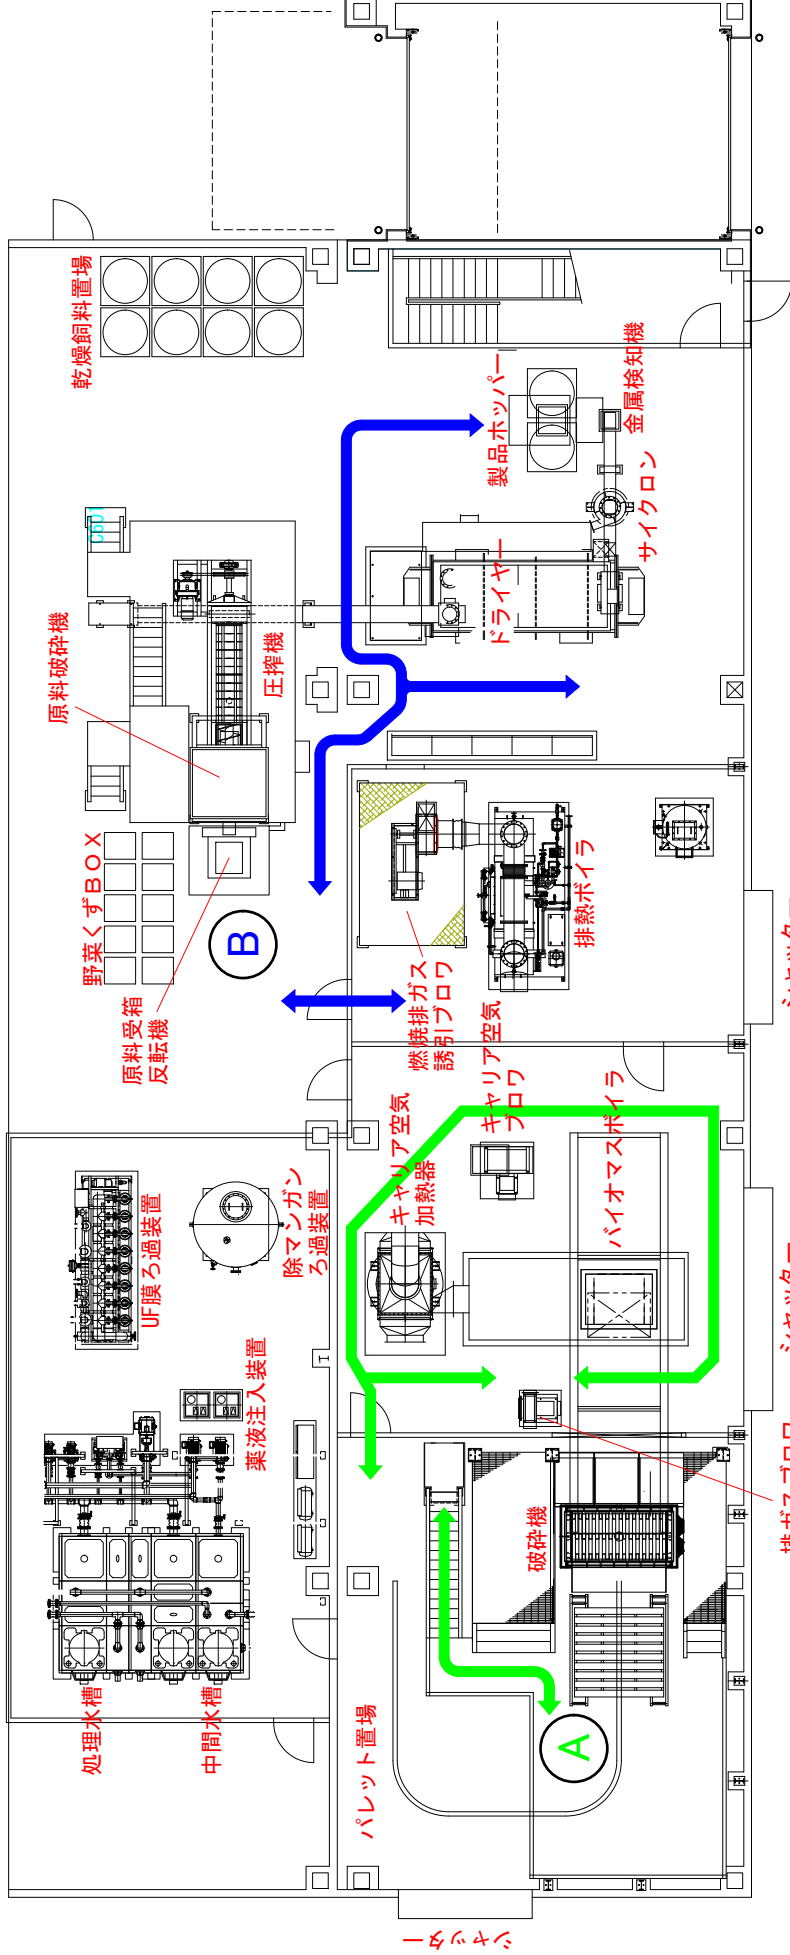 乾燥飼料置場
製品ホッパー
金属検知機
サイクロン
ドライヤー
C601
原料破砕機
圧搾機
野菜くずBOX
原料受箱
反転機
B
燃焼排ガス
誘引ブロワ
排熱ボイラ
シャッター
キャリア空気
ブロワ
キャリア空気
加熱器
バイオマスボイラ
シャッター
UF膜ろ過装置
除マンガン
ろ過装置
薬液注入装置
排ガスブロワ
破砕機
処理水槽
中間水槽
パレット置場
A
シャッター